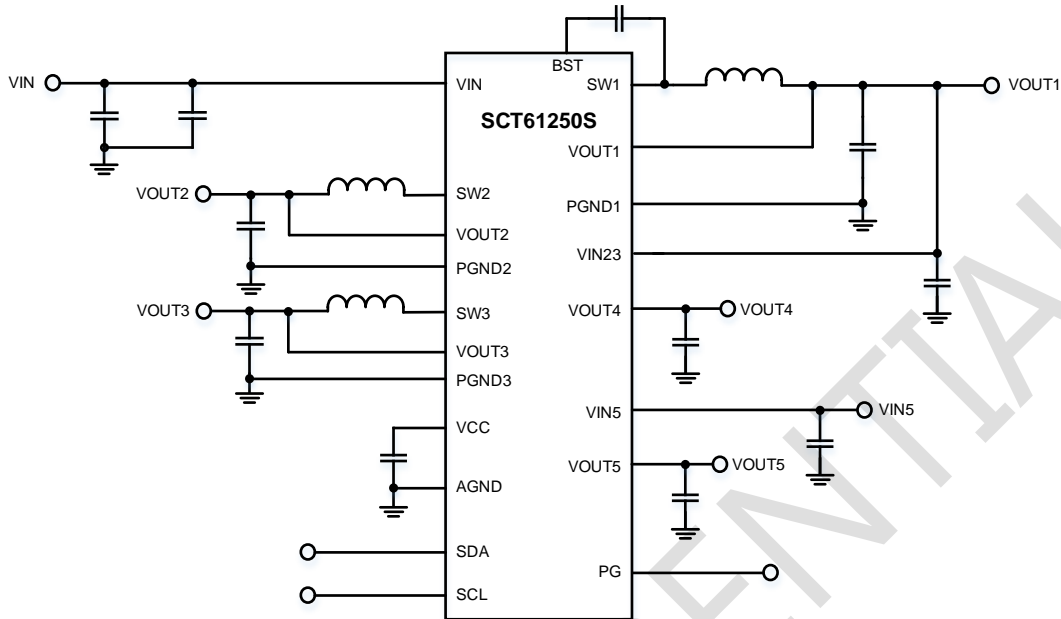 BST
VIN
VIN
SW1
VOUT1
SCT61250S
VOUT1
VOUT2
SW2
PGND1
VOUT2
VIN23
PGND2
VOUT3
SW3
VOUT4
VOUT4
VOUT3
PGND3
VIN5
VIN5
VCC
VOUT5
VOUT5
AGND
SDA
PG
SCL
ENTIAL